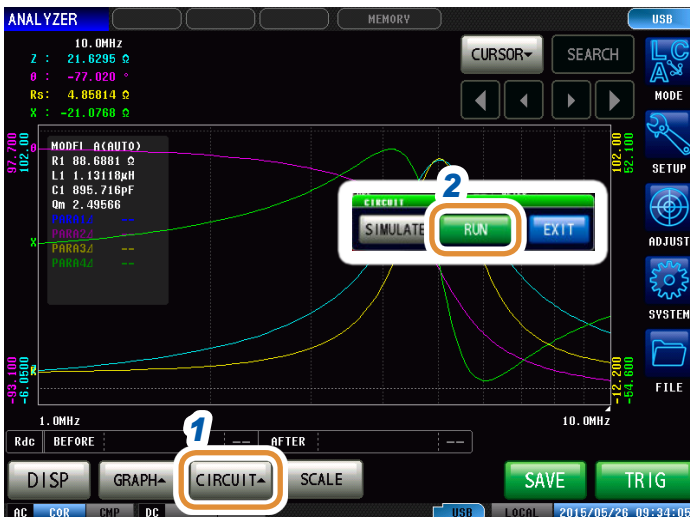 ANALYZER
MEMORY
USB
10.0MHz
Z : 21.6295 Ω
θ : -77.020 °
Rs: 4.85814 Ω
X : -21.0768 Ω
CURSOR▾
SEARCH
MODE
SETUP
ADJUST
SYSTEM
FILE
97.700
102.00
102.00
52.100
θ
X
R
MODEL A(AUTO)
R1 88.6881 Ω
L1 1.13118μH
C1 895.716pF
Qm 2.49566
PARA1⊿ --
PARA2⊿ --
PARA3⊿ --
PARA4⊿ --
2
CIRCUIT
SIMULATE
RUN
EXIT
-93.100
-6.0500
-12.200
-54.600
1.0MHz
10.0MHz
Rdc BEFORE -- AFTER --
1
DISP
GRAPH▴
CIRCUIT▴
SCALE
SAVE
TRIG
AC COR CMP DC
USB LOCAL 2015/05/26 09:34:05